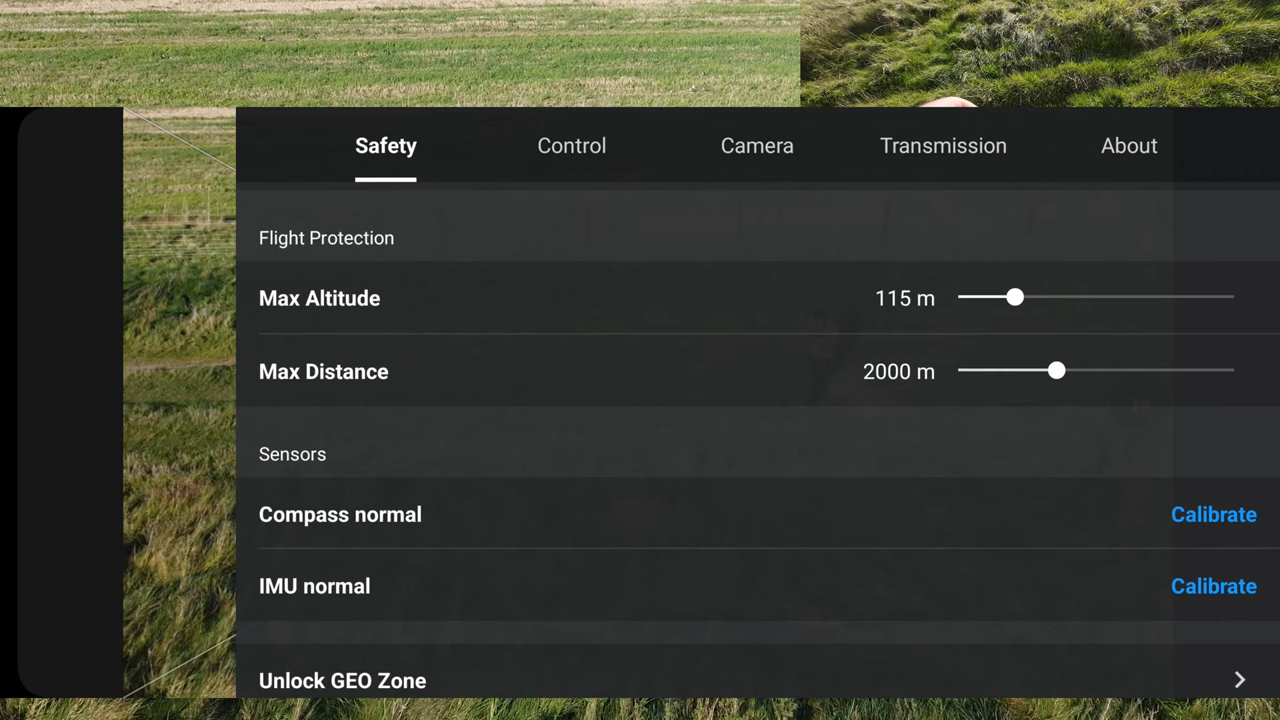 Safety Control Camera Transmission About
Flight Protection
Max Altitude 115 m
Max Distance 2000 m
Sensors
Compass normal Calibrate
IMU normal Calibrate
Unlock GEO Zone